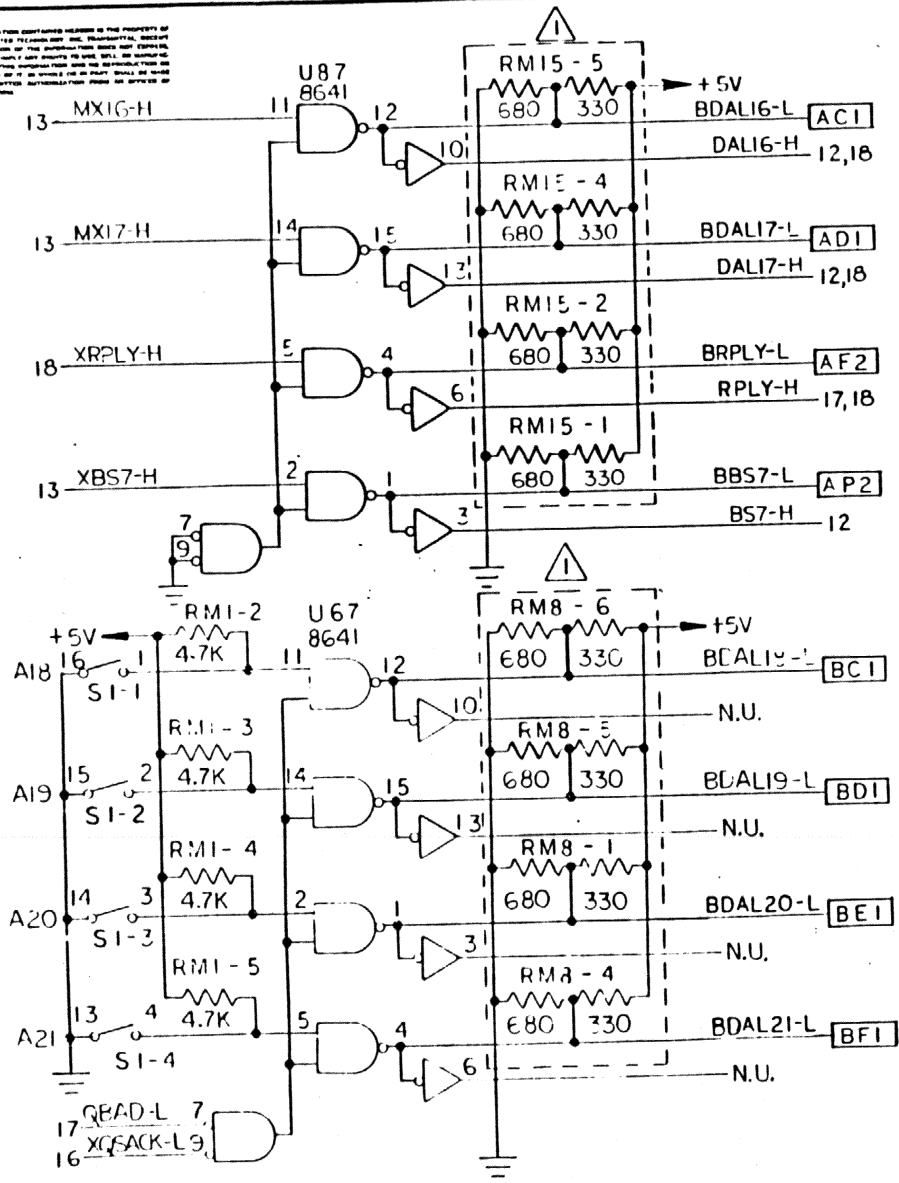 1
RM15 - 5
U87
8641
680 330
+5V
13 MX16-H 11 12 BDAL16-L AC1
10 DAL16-H 12,18
RM15 - 4
680 330
13 MX17-H 14 15 BDAL17-L AD1
13 DAL17-H 12,18
RM15 - 2
680 330
18 XRPLY-H 5 4 BRPLY-L AF2
6 RPLY-H 17,18
RM15 - 1
680 330
13 XBS7-H 2 1 BBS7-L AP2
3 BS7-H 12
7
9
1
RM1-2
U67
8641
RM8 - 6
+5V 4.7K 680 330 +5V
A18 16 1 11 12 BC1
S1-1
10 N.U.
RM1-3
4.7K
RM8-5
680 330
A19 15 2 14 15 BDAL19-L BD1
S1-2
13 N.U.
RM1-4
4.7K
RM8 - 1
680 330
A20 14 3 2 1 BDAL20-L BE1
S1-3
3 N.U.
RM1-5
4.7K
RM8 - 4
680 330
A21 13 4 5 4 BDAL21-L BF1
S1-4
6 N.U.
17 QBAD-L 7
16 XQSACK-L 9